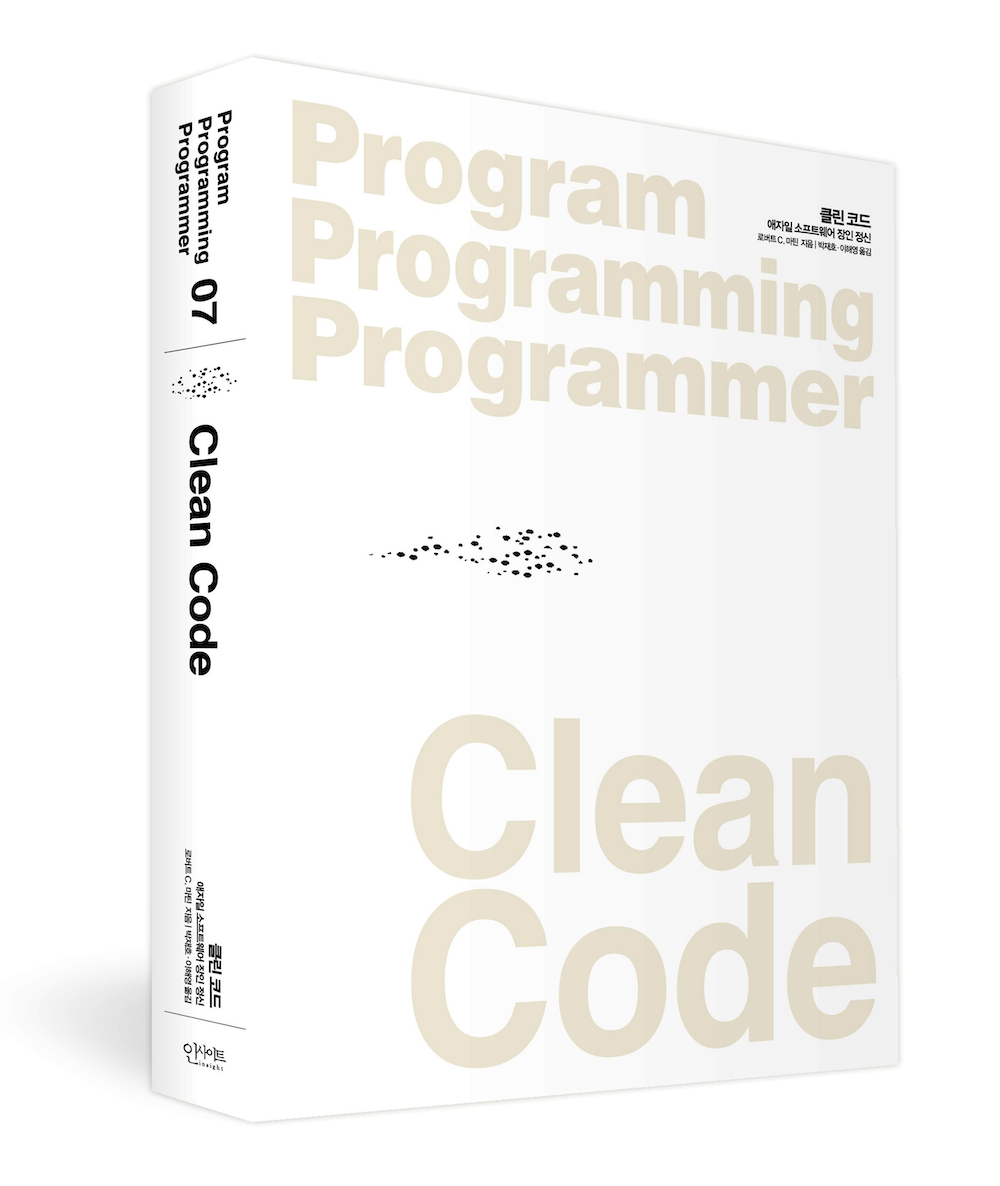 Program
Programming
Programmer
클린 코드
애자일 소프트웨어 장인 정신
로버트 C. 마틴 지음 | 박재호 · 이해영 옮김
Clean
Code
Program
Programming
Programmer
07
Clean Code
클린 코드
애자일 소프트웨어 장인 정신
로버트 C. 마틴 지음 | 박재호 · 이해영 옮김
인사이트
insight